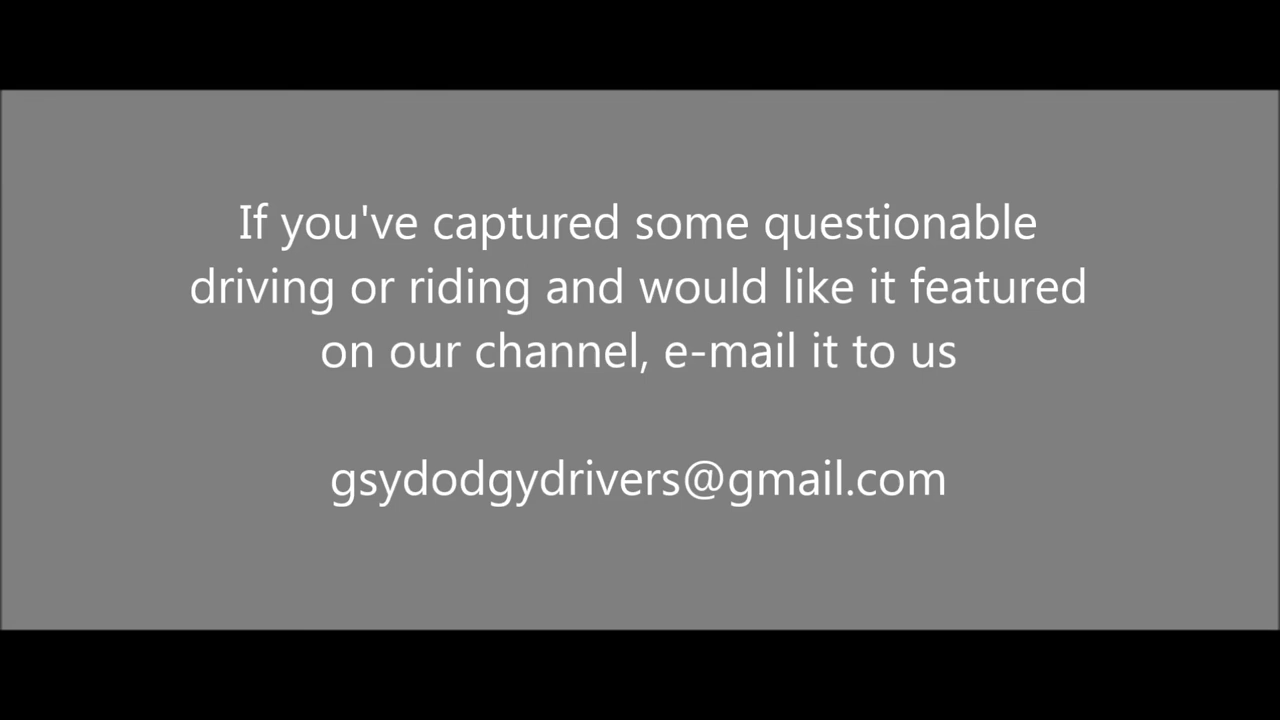 If you've captured some questionable
driving or riding and would like it featured
on our channel, e-mail it to us
gsydodgydrivers@gmail.com